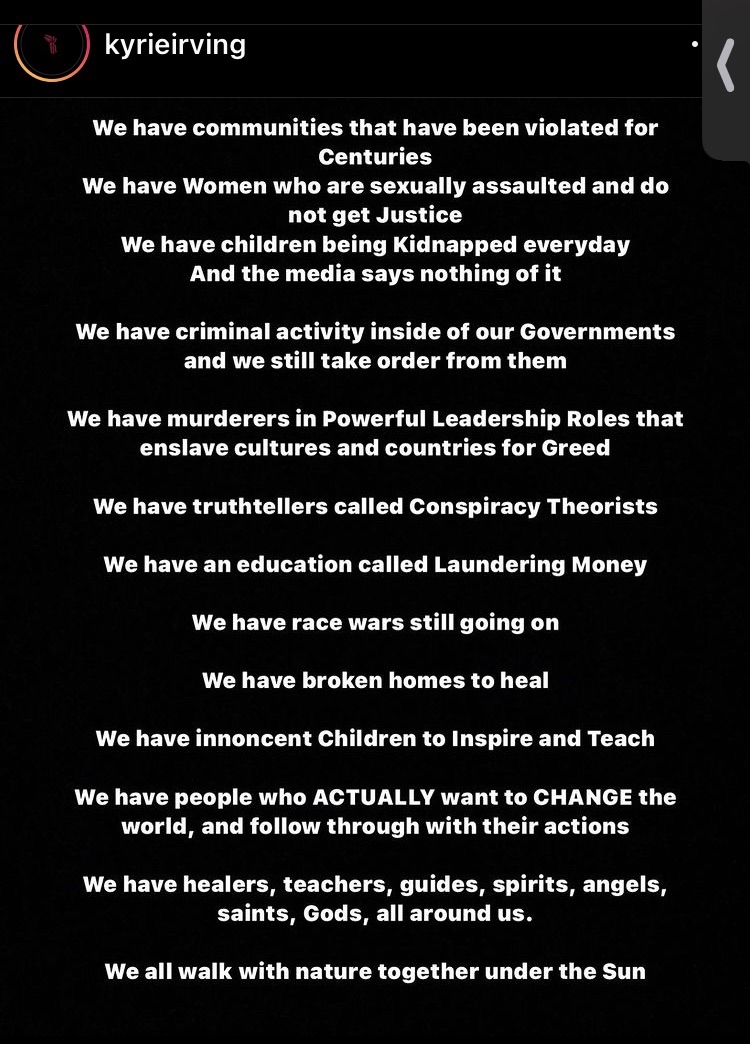 kyrieirving
We have communities that have been violated for
Centuries
We have Women who are sexually assaulted and do
not get Justice
We have children being Kidnapped everyday
And the media says nothing of it
We have criminal activity inside of our Governments
and we still take order from them
We have murderers in Powerful Leadership Roles that
enslave cultures and countries for Greed
We have truthtellers called Conspiracy Theorists
We have an education called Laundering Money
We have race wars still going on
We have broken homes to heal
We have innoncent Children to Inspire and Teach
We have people who ACTUALLY want to CHANGE the
world, and follow through with their actions
We have healers, teachers, guides, spirits, angels,
saints, Gods, all around us.
We all walk with nature together under the Sun